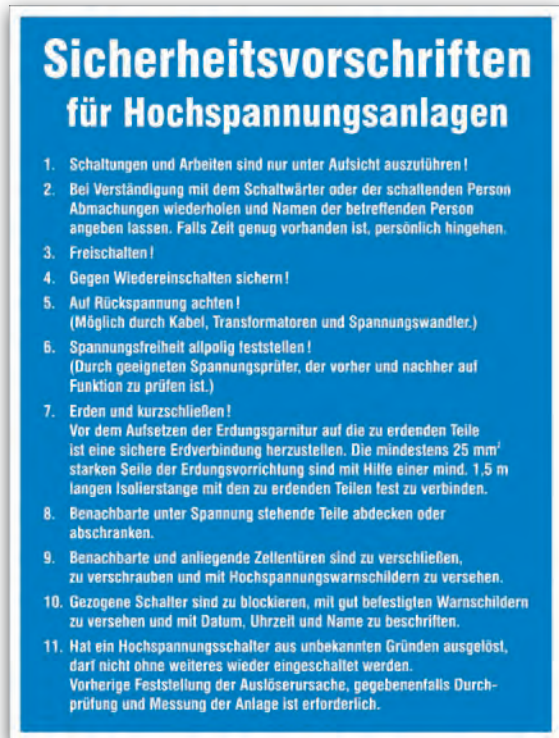 Sicherheitsvorschriften
für Hochspannungsanlagen
1. Schaltungen und Arbeiten sind nur unter Aufsicht auszuführen!
2. Bei Verständigung mit dem Schaltwärter oder der schaltenden Person
Abmachungen wiederholen und Namen der betreffenden Person
angeben lassen. Falls Zeit genug vorhanden ist, persönlich hingehen.
3. Freischalten!
4. Gegen Wiedereinschalten sichern!
5. Auf Rückspannung achten!
(Möglich durch Kabel, Transformatoren und Spannungswandler.)
6. Spannungsfreiheit allpolig feststellen!
(Durch geeigneten Spannungsprüfer, der vorher und nachher auf
Funktion zu prüfen ist.)
7. Erden und kurzschließen!
Vor dem Aufsetzen der Erdungsgarnitur auf die zu erdenden Teile
ist eine sichere Erdverbindung herzustellen. Die mindestens 25 mm²
starken Seile der Erdungsvorrichtung sind mit Hilfe einer mind. 1,5 m
langen Isolierstange mit den zu erdenden Teilen fest zu verbinden.
8. Benachbarte unter Spannung stehende Teile abdecken oder
abschranken.
9. Benachbarte und anliegende Zellentüren sind zu verschließen,
zu verschrauben und mit Hochspannungswarnschildern zu versehen.
10. Gezogene Schalter sind zu blockieren, mit gut befestigten Warnschildern
zu versehen und mit Datum, Uhrzeit und Name zu beschriften.
11. Hat ein Hochspannungsschalter aus unbekannten Gründen ausgelöst,
darf nicht ohne weiteres wieder eingeschaltet werden.
Vorherige Feststellung der Auslöserursache, gegebenenfalls Durch-
prüfung und Messung der Anlage ist erforderlich.